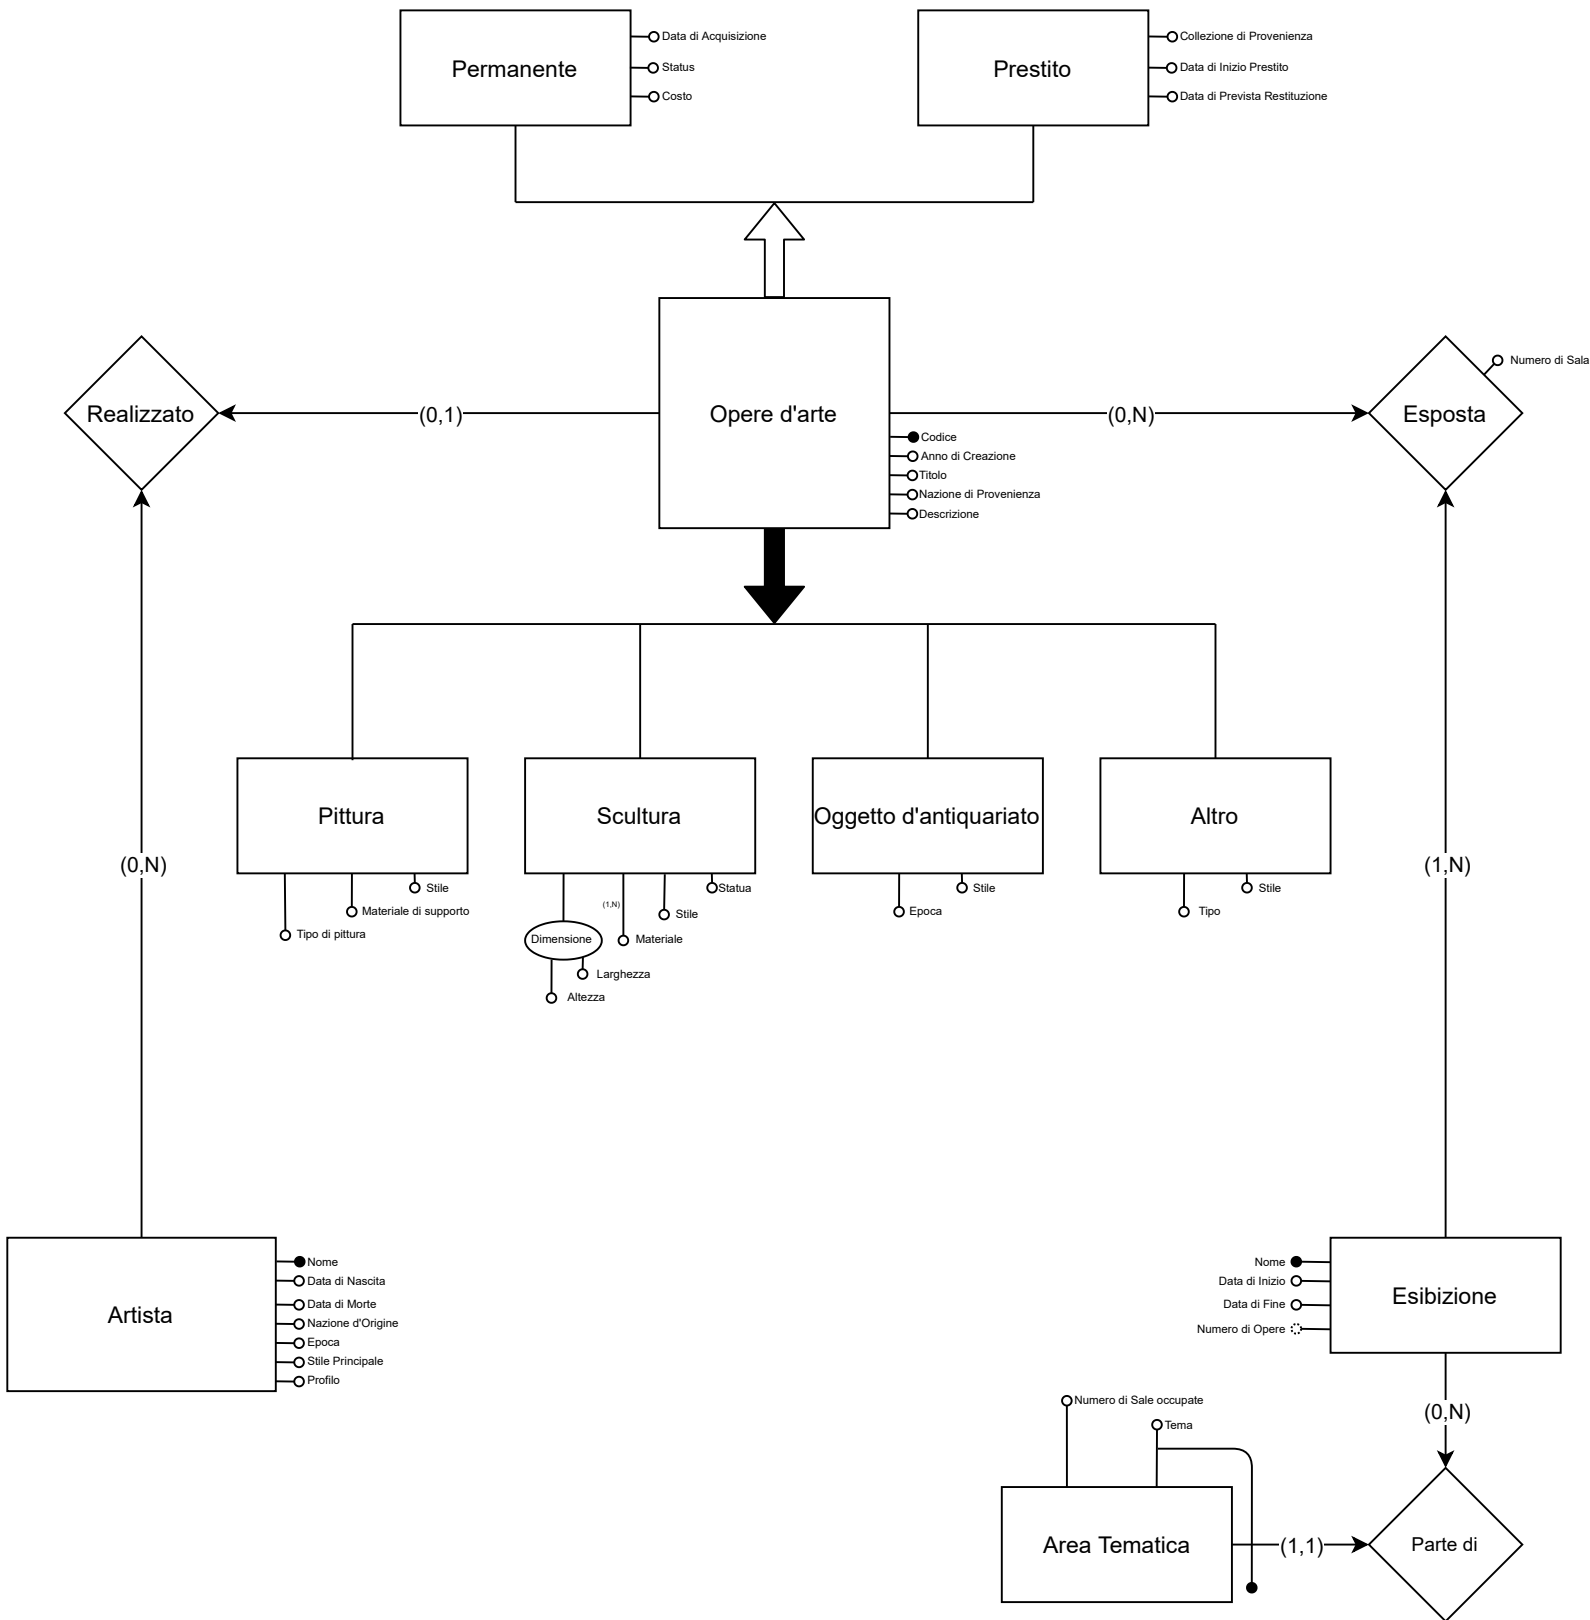 Permanente
Data di Acquisizione
Status
Costo
Prestito
Collezione di Provenienza
Data di Inizio Prestito
Data di Prevista Restituzione
Realizzato
(0,1)
Opere d'arte
Codice
Anno di Creazione
Titolo
Nazione di Provenienza
Descrizione
(0,N)
Esposta
Numero di Sala
Pittura
Stile
Materiale di supporto
Tipo di pittura
Scultura
Statua
Stile
(1,N)
Materiale
Dimensione
Larghezza
Altezza
Oggetto d'antiquariato
Stile
Epoca
Altro
Stile
Tipo
(0,N)
(1,N)
Artista
Nome
Data di Nascita
Data di Morte
Nazione d'Origine
Epoca
Stile Principale
Profilo
Nome
Data di Inizio
Data di Fine
Numero di Opere
Esibizione
(0,N)
Numero di Sale occupate
Tema
Area Tematica
(1,1)
Parte di